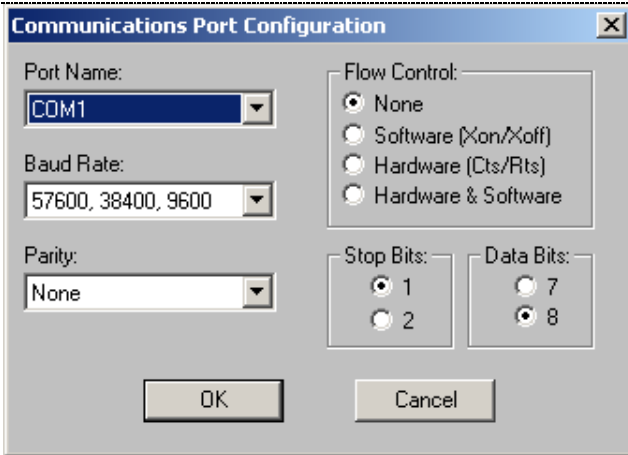 Communications Port Configuration
Port Name:
COM1
Baud Rate:
57600, 38400, 9600
Parity:
None
Flow Control:
None
Software (Xon/Xoff)
Hardware (Cts/Rts)
Hardware & Software
Stop Bits:
1
2
Data Bits:
7
8
OK
Cancel